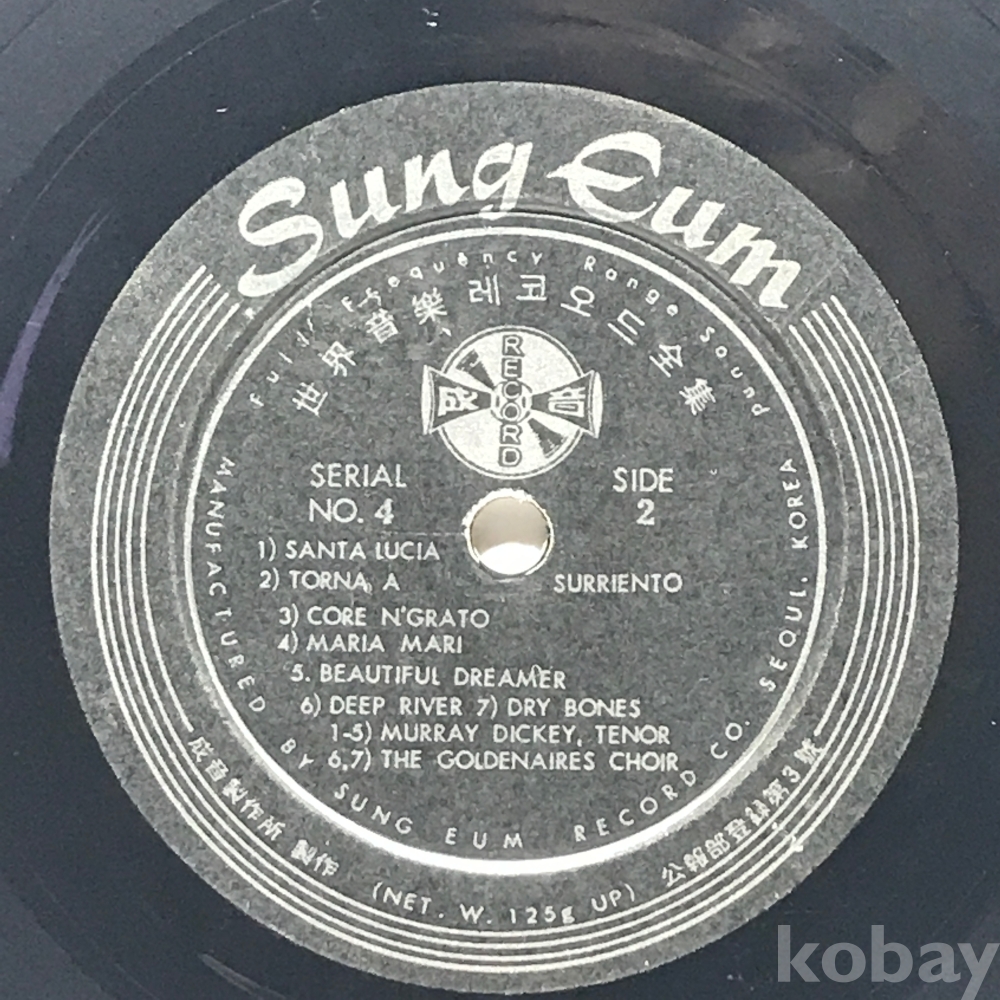 Sung Eum
Fully Frequency Range Sound
世界音樂 레코오드 全集
RECORD
成音
SERIAL NO. 4
SIDE 2
1) SANTA LUCIA
2) TORNA, A SURRIENTO
3) CORE N'GRATO
4) MARIA MARI
5. BEAUTIFUL DREAMER
6) DEEP RIVER 7) DRY BONES
1-5) MURRAY DICKEY, TENOR
6,7) THE GOLDENAIRES CHOIR
MANUFACTURED BY SUNG EUM RECORD CO. SEOUL. KOREA
成音製作所 製作 (NET. W. 125g UP) 公報部登録第3號
kobay